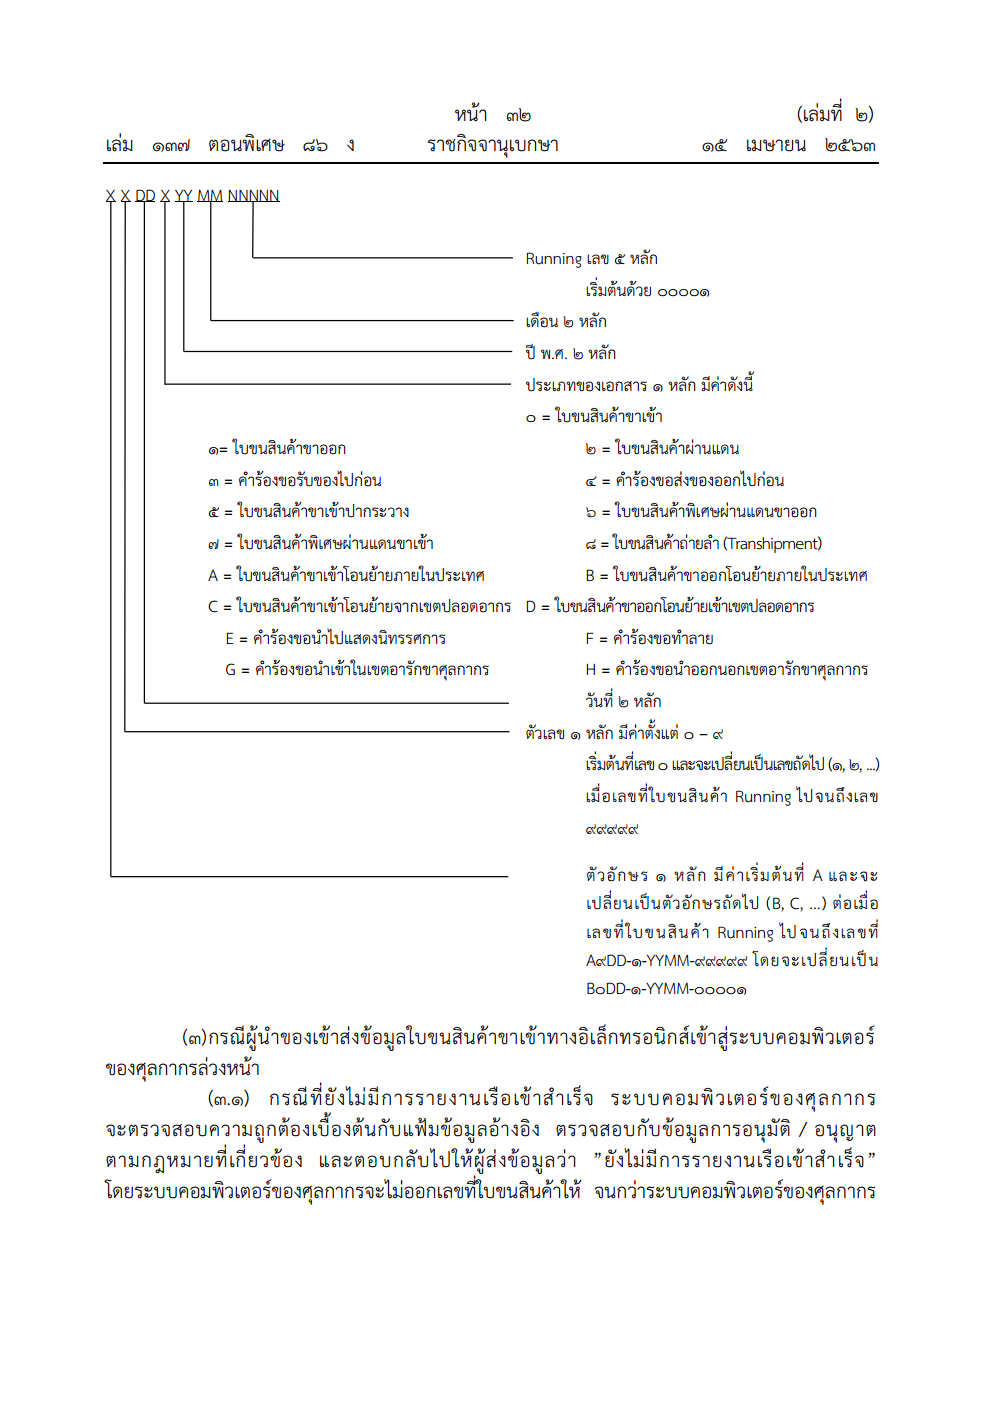 หน้า ๓๒
(เล่มที่ ๒)
เล่ม ๑๓๗ ตอนพิเศษ ๘๖ ง ราชกิจจานุเบกษา ๑๕ เมษายน ๒๕๖๓
X X DD X YY MM NNNNN
Running เลข ๕ หลัก
เริ่มต้นด้วย ๐๐๐๐๑
เดือน ๒ หลัก
ปี พ.ศ. ๒ หลัก
ประเภทของเอกสาร ๑ หลัก มีค่าดังนี้
๐ = ใบขนสินค้าขาเข้า
๑= ใบขนสินค้าขาออก ๒ = ใบขนสินค้าผ่านแดน
๓ = คำร้องขอรับของไปก่อน ๔ = คำร้องขอส่งของออกไปก่อน
๕ = ใบขนสินค้าขาเข้าปากระวาง ๖ = ใบขนสินค้าพิเศษผ่านแดนขาออก
๗ = ใบขนสินค้าพิเศษผ่านแดนขาเข้า ๘ = ใบขนสินค้าถ่ายลำ (Transhipment)
A = ใบขนสินค้าขาเข้าโอนย้ายภายในประเทศ B = ใบขนสินค้าขาออกโอนย้ายภายในประเทศ
C = ใบขนสินค้าขาเข้าโอนย้ายจากเขตปลอดอากร D = ใบขนสินค้าขาออกโอนย้ายเข้าเขตปลอดอากร
E = คำร้องขอนำไปแสดงนิทรรศการ F = คำร้องขอทำลาย
G = คำร้องขอนำเข้าในเขตอารักขาศุลกากร H = คำร้องขอนำออกนอกเขตอารักขาศุลกากร
วันที่ ๒ หลัก
ตัวเลข ๑ หลัก มีค่าตั้งแต่ ๐ – ๙
เริ่มต้นที่เลข ๐ และจะเปลี่ยนเป็นเลขถัดไป (๑, ๒, ...)
เมื่อเลขที่ใบขนสินค้า Running ไปจนถึงเลข
๙๙๙๙๙
ตัวอักษร ๑ หลัก มีค่าเริ่มต้นที่ A และจะ
เปลี่ยนเป็นตัวอักษรถัดไป (B, C, ...) ต่อเมื่อ
เลขที่ใบขนสินค้า Running ไปจนถึงเลขที่
A๙DD-๑-YYMM-๙๙๙๙๙ โดยจะเปลี่ยนเป็น
B๐DD-๑-YYMM-๐๐๐๐๑
(๓)กรณีผู้นำของเข้าส่งข้อมูลใบขนสินค้าขาเข้าทางอิเล็กทรอนิกส์เข้าสู่ระบบคอมพิวเตอร์
ของศุลกากรล่วงหน้า
(๓.๑) กรณีที่ยังไม่มีการรายงานเรือเข้าสำเร็จ ระบบคอมพิวเตอร์ของศุลกากร
จะตรวจสอบความถูกต้องเบื้องต้นกับแฟ้มข้อมูลอ้างอิง ตรวจสอบกับข้อมูลการอนุมัติ / อนุญาต
ตามกฎหมายที่เกี่ยวข้อง และตอบกลับไปให้ผู้ส่งข้อมูลว่า ”ยังไม่มีการรายงานเรือเข้าสำเร็จ”
โดยระบบคอมพิวเตอร์ของศุลกากรจะไม่ออกเลขที่ใบขนสินค้าให้ จนกว่าระบบคอมพิวเตอร์ของศุลกากร